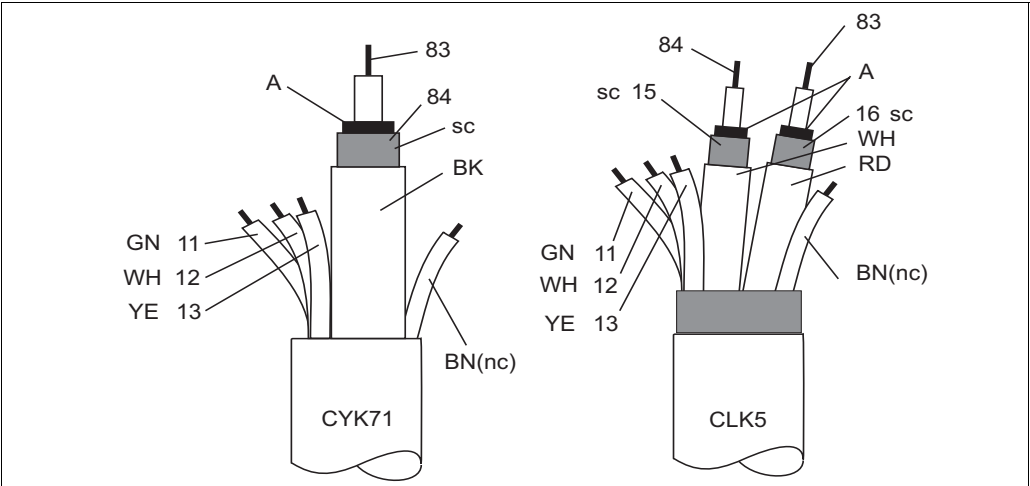 83
A
84
sc
BK
GN 11
WH 12
YE 13
BN(nc)
CYK71
83
84
A
sc 15
16 sc
WH
RD
GN 11
WH 12
YE 13
BN(nc)
CLK5